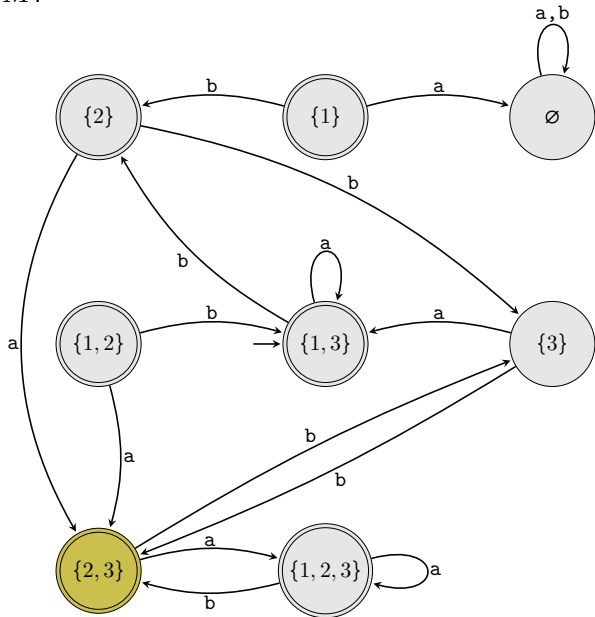 a,b
b
a
{2}
{1}
∅
b
a
b
b
a
a
{1, 2}
{1, 3}
{3}
a
b
b
{2, 3}
a
{1, 2, 3}
a
b